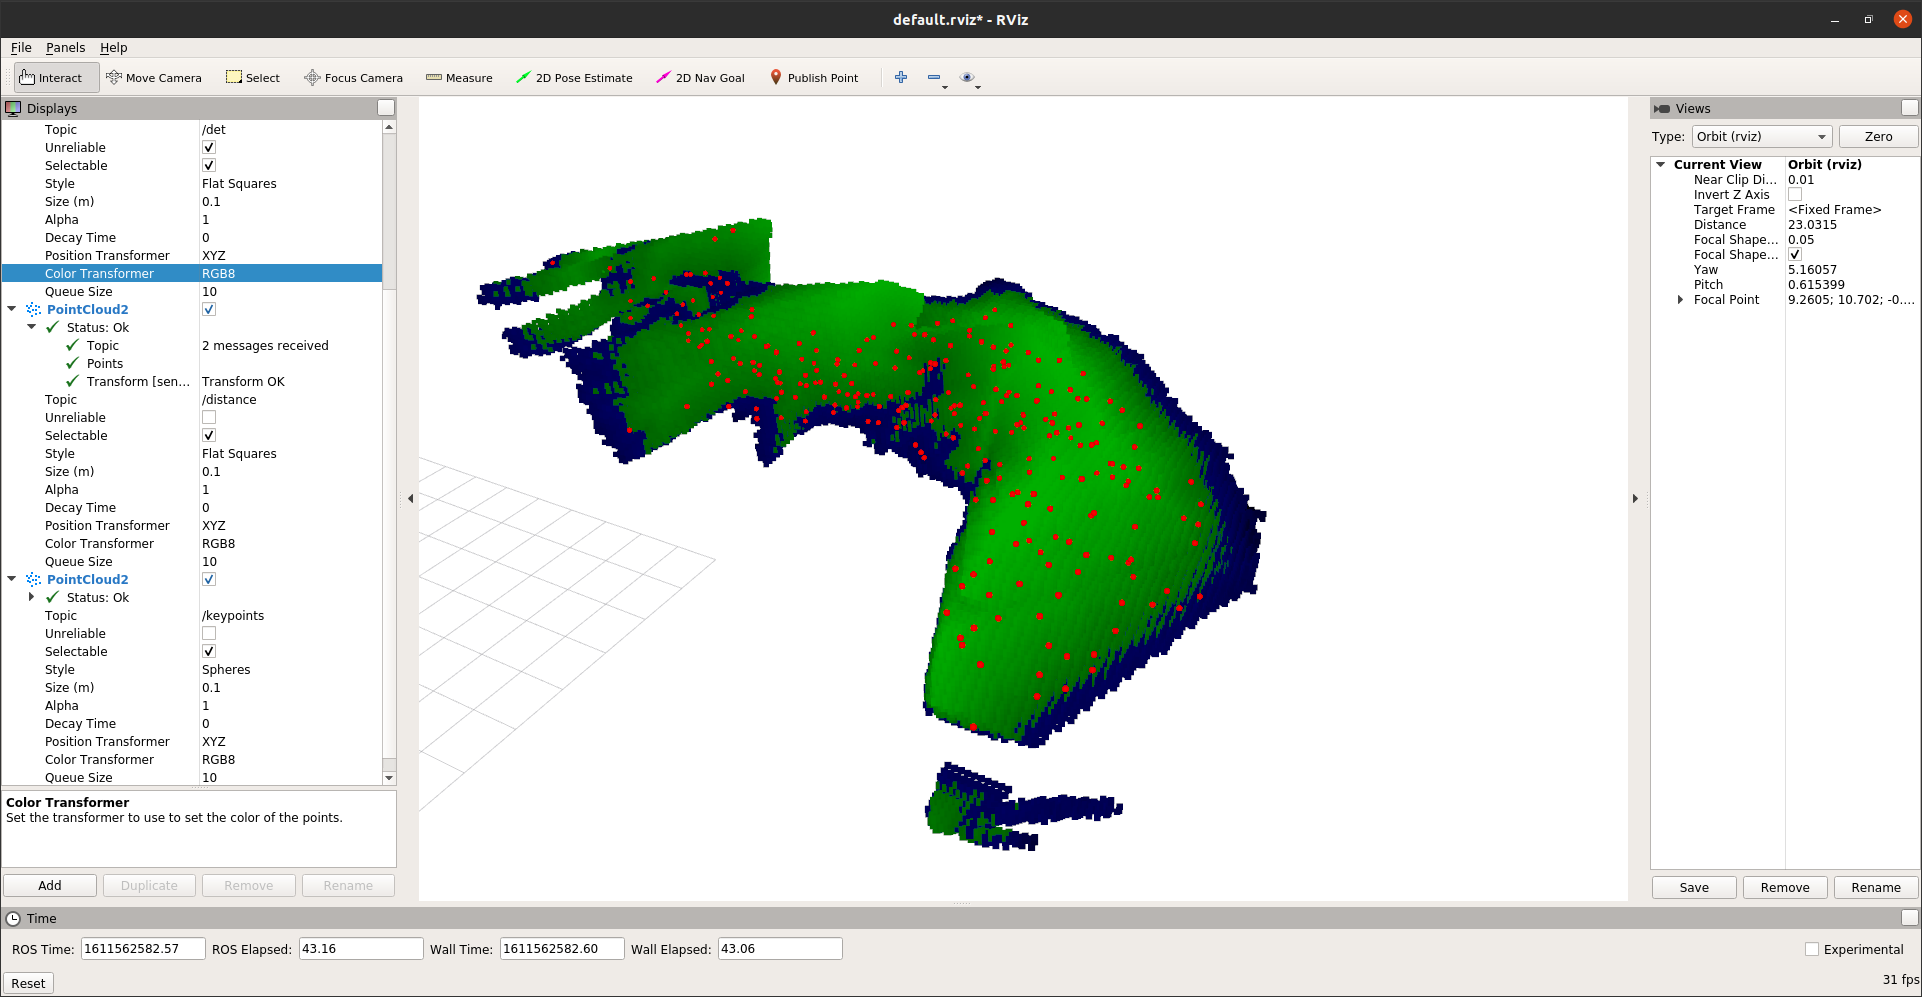 default.rviz* - RViz
File Panels Help
Interact Move Camera Select Focus Camera Measure 2D Pose Estimate 2D Nav Goal Publish Point
Displays
Topic /det
Unreliable
Selectable
Style Flat Squares
Size (m) 0.1
Alpha 1
Decay Time 0
Position Transformer XYZ
Color Transformer RGB8
Queue Size 10
PointCloud2
Status: Ok
Topic 2 messages received
Points
Transform [sen... Transform OK
Topic /distance
Unreliable
Selectable
Style Flat Squares
Size (m) 0.1
Alpha 1
Decay Time 0
Position Transformer XYZ
Color Transformer RGB8
Queue Size 10
PointCloud2
Status: Ok
Topic /keypoints
Unreliable
Selectable
Style Spheres
Size (m) 0.1
Alpha 1
Decay Time 0
Position Transformer XYZ
Color Transformer RGB8
Queue Size 10
Color Transformer
Set the transformer to use to set the color of the points.
Add Duplicate Remove Rename
Views
Type: Orbit (rviz) Zero
Current View Orbit (rviz)
Near Clip Di... 0.01
Invert Z Axis
Target Frame <Fixed Frame>
Distance 23.0315
Focal Shape... 0.05
Focal Shape...
Yaw 5.16057
Pitch 0.615399
Focal Point 9.2605; 10.702; -0....
Save Remove Rename
Time
ROS Time: 1611562582.57 ROS Elapsed: 43.16 Wall Time: 1611562582.60 Wall Elapsed: 43.06 Experimental
Reset 31 fps